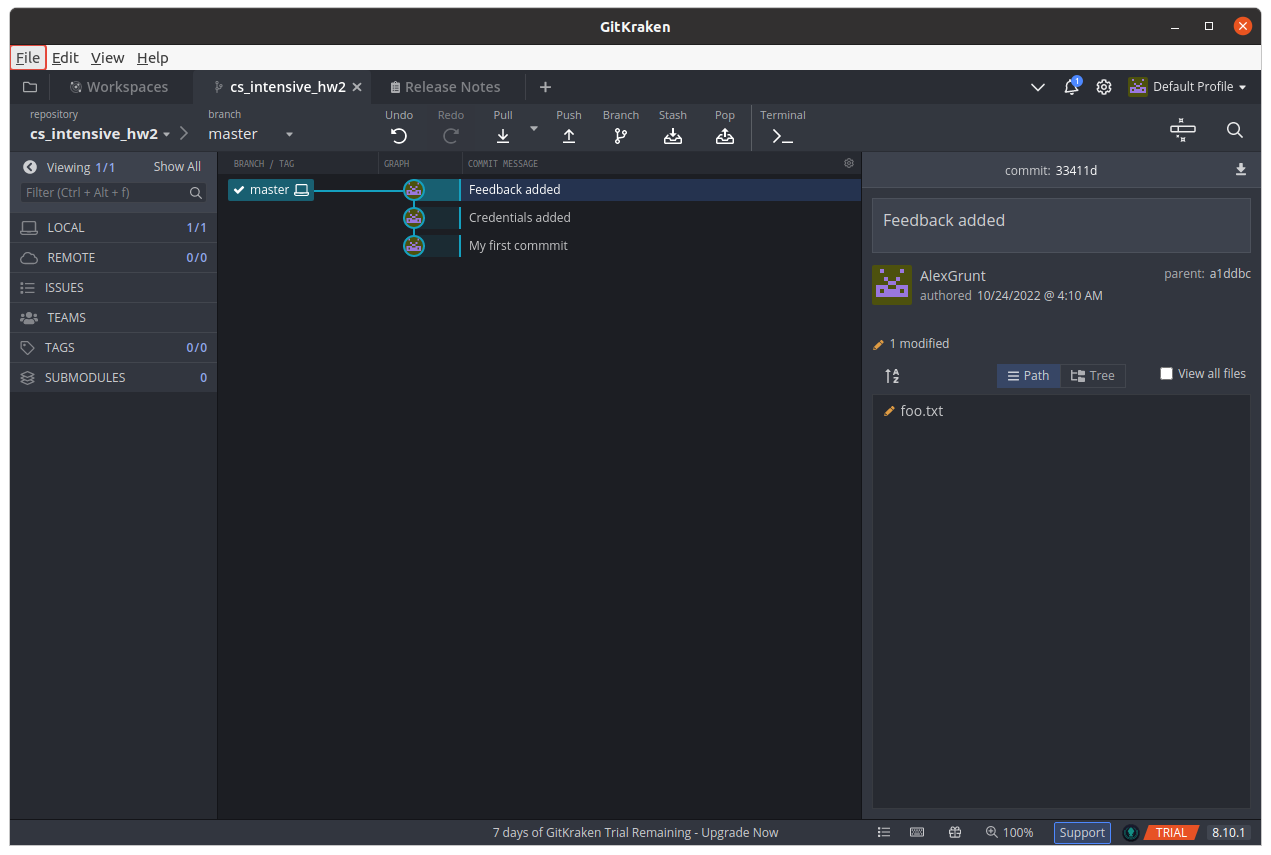 GitKraken
File Edit View Help
Workspaces cs_intensive_hw2 Release Notes 1 Default Profile
repository branch Undo Redo Pull Push Branch Stash Pop Terminal
cs_intensive_hw2 master
Viewing 1/1 Show All
Filter (Ctrl + Alt + f)
LOCAL 1/1
REMOTE 0/0
ISSUES
TEAMS
TAGS 0/0
SUBMODULES 0
BRANCH / TAG GRAPH COMMIT MESSAGE
master Feedback added
Credentials added
My first commmit
commit: 33411d
Feedback added
AlexGrunt parent: a1ddbc
authored 10/24/2022 @ 4:10 AM
1 modified
A Z Path Tree View all files
foo.txt
7 days of GitKraken Trial Remaining - Upgrade Now 100% Support TRIAL 8.10.1